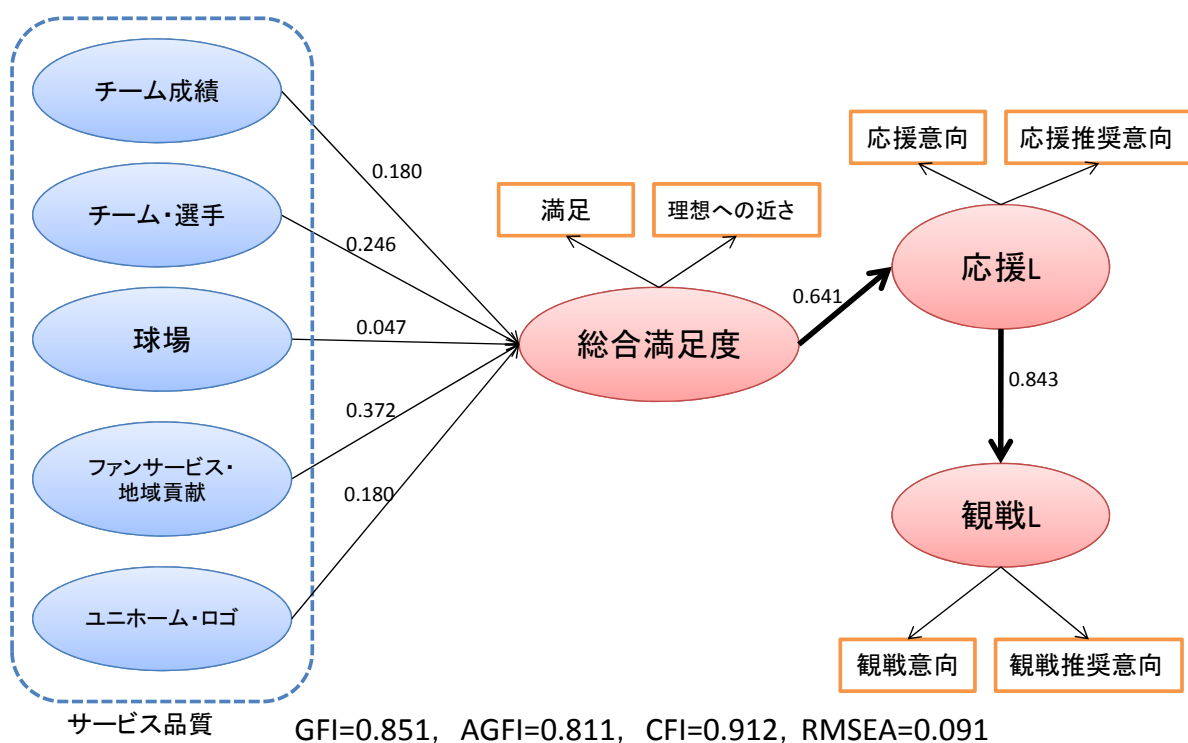 チーム成績
チーム・選手
球場
ファンサービス・
地域貢献
ユニホーム・ロゴ
サービス品質
0.180
0.246
0.047
0.372
0.180
満足
理想への近さ
総合満足度
0.641
応援意向
応援推奨意向
応援L
0.843
観戦L
観戦意向
観戦推奨意向
GFI=0.851, AGFI=0.811, CFI=0.912, RMSEA=0.091